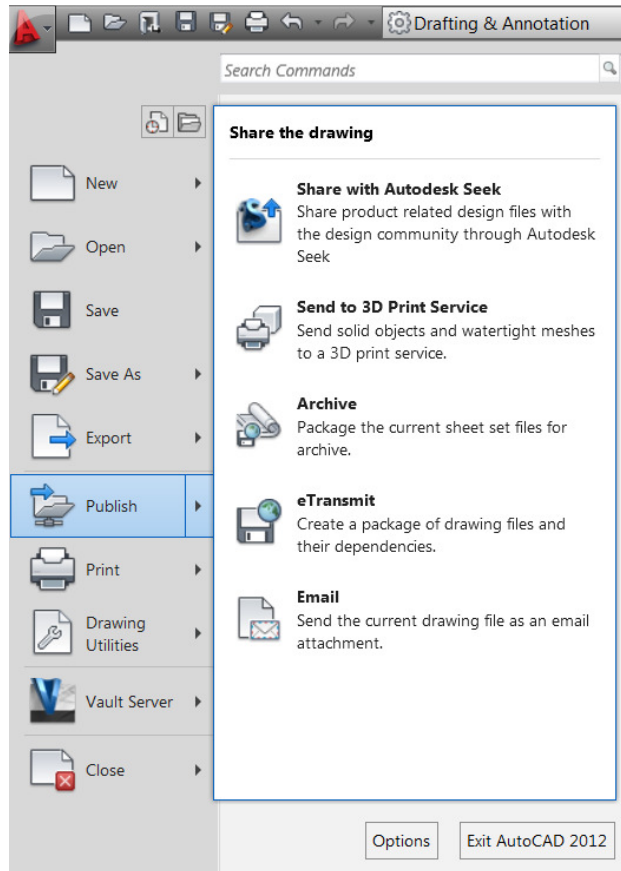 Drafting & Annotation
Search Commands
New
Open
Save
Save As
Export
Publish
Print
Drawing
Utilities
Vault Server
Close
Share the drawing
Share with Autodesk Seek
Share product related design files with
the design community through Autodesk
Seek
Send to 3D Print Service
Send solid objects and watertight meshes
to a 3D print service.
Archive
Package the current sheet set files for
archive.
eTransmit
Create a package of drawing files and
their dependencies.
Email
Send the current drawing file as an email
attachment.
Options
Exit AutoCAD 2012